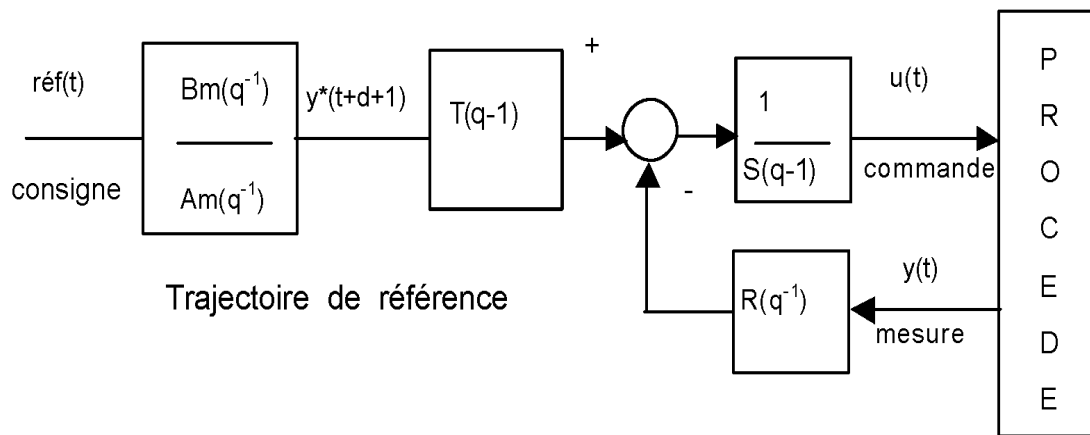 réf(t)
consigne
Bm(q⁻¹)
Am(q⁻¹)
y*(t+d+1)
T(q-1)
+
-
1
S(q-1)
u(t)
commande
R(q⁻¹)
y(t)
mesure
P
R
O
C
E
D
E
Trajectoire de référence